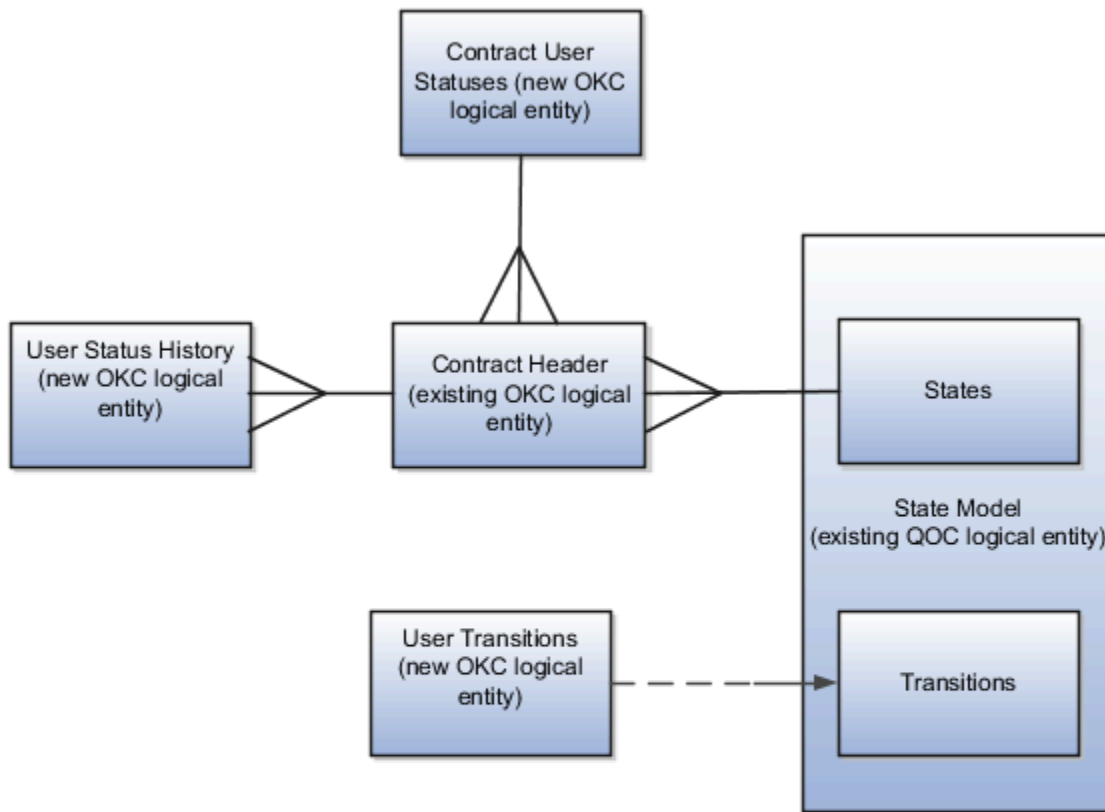 Contract User
Statuses (new OKC
logical entity)
User Status History
(new OKC logical
entity)
Contract Header
(existing OKC logical
entity)
States
State Model
(existing QOC logical entity)
User Transitions
(new OKC logical
entity)
Transitions